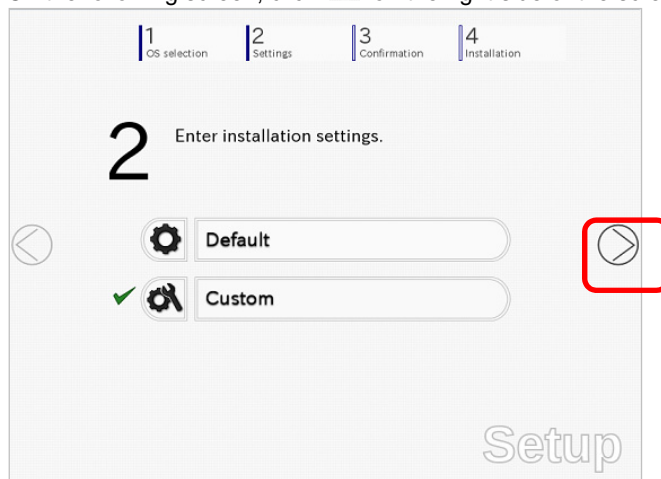 1 2 3 4
OS selection Settings Confirmation Installation
2 Enter installation settings.
Default
Custom
Setup